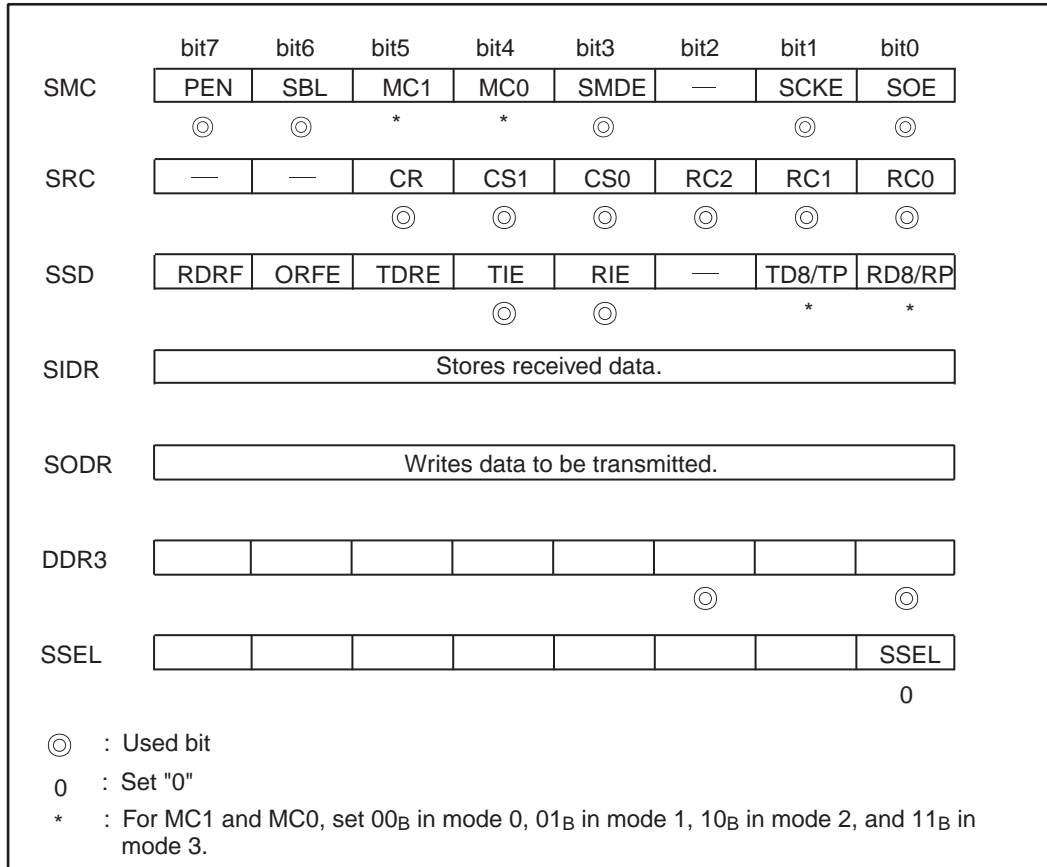 bit7 bit6 bit5 bit4 bit3 bit2 bit1 bit0
SMC PEN SBL MC1 MC0 SMDE — SCKE SOE
◎ ◎ * * ◎ ◎ ◎
SRC — — CR CS1 CS0 RC2 RC1 RC0
◎ ◎ ◎ ◎ ◎ ◎
SSD RDRF ORFE TDRE TIE RIE — TD8/TP RD8/RP
◎ ◎ * *
SIDR Stores received data.
SODR Writes data to be transmitted.
DDR3
◎ ◎
SSEL SSEL
0
◎ : Used bit
0 : Set "0"
* : For MC1 and MC0, set 00B in mode 0, 01B in mode 1, 10B in mode 2, and 11B in
mode 3.